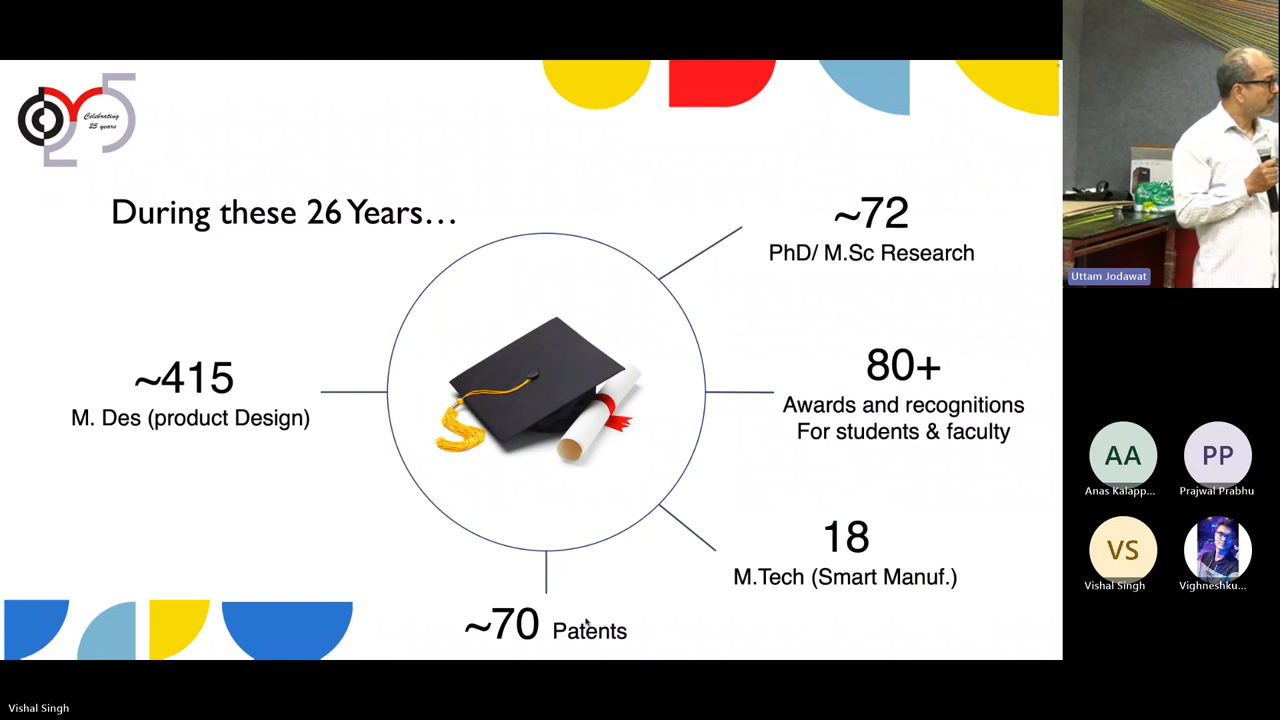 Celebrating
25 years
During these 26 Years…
~72
PhD/ M.Sc Research
~415
M. Des (product Design)
80+
Awards and recognitions
For students & faculty
18
M.Tech (Smart Manuf.)
~70 Patents
Uttam Jodawat
AA
Anas Kalapp...
PP
Prajwal Prabhu
VS
Vishal Singh
Vighneshku...
Vishal Singh